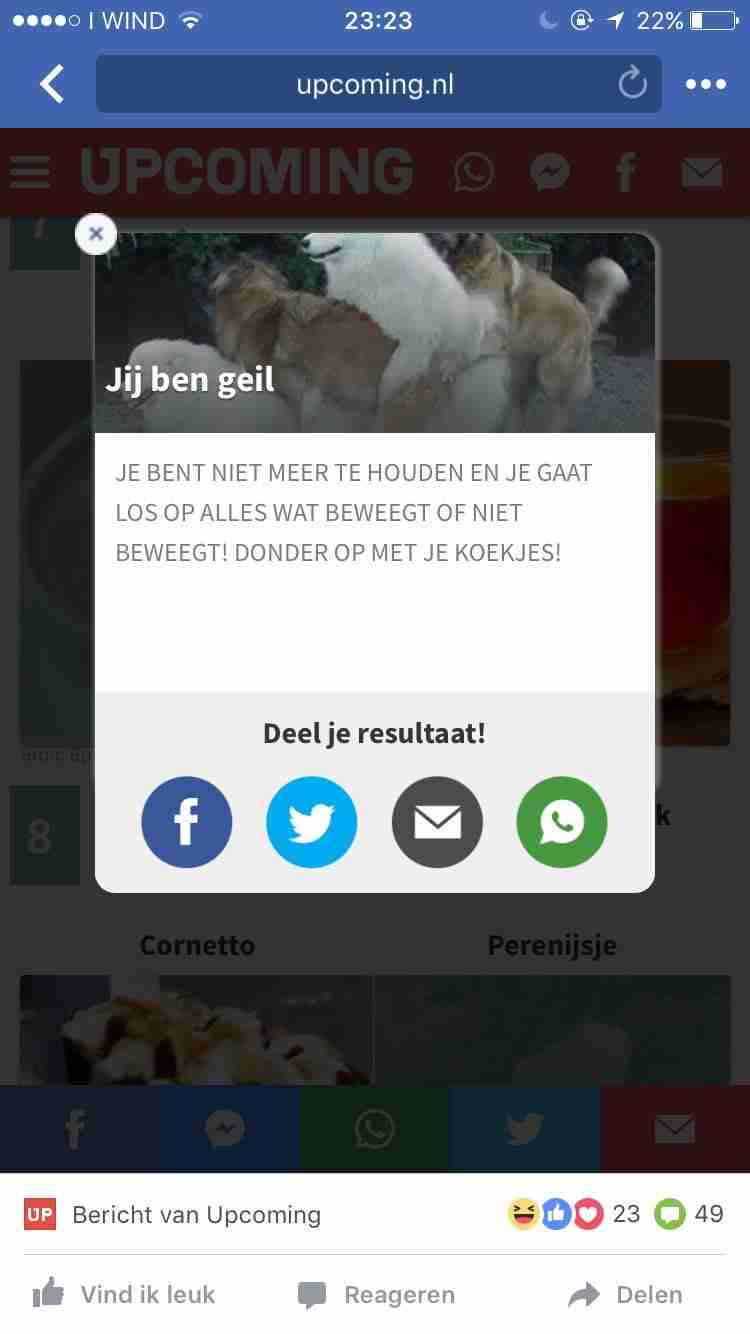 I WIND 23:23 22%
upcoming.nl
UPCOMING
7
Jij ben geil
JE BENT NIET MEER TE HOUDEN EN JE GAAT
LOS OP ALLES WAT BEWEEGT OF NIET
BEWEEGT! DONDER OP MET JE KOEKJES!
Deel je resultaat!
8
k
Cornetto Perenijsje
UP Bericht van Upcoming 23 49
Vind ik leuk Reageren Delen